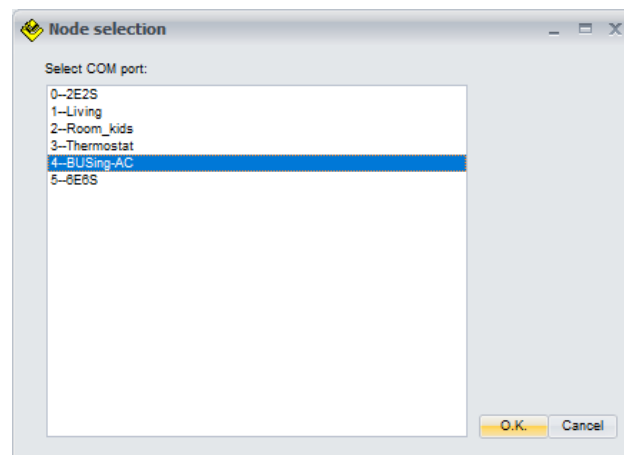 Node selection
Select COM port:
0--2E2S
1--Living
2--Room_kids
3--Thermostat
4--BUSing-AC
5--6E6S
O.K.
Cancel